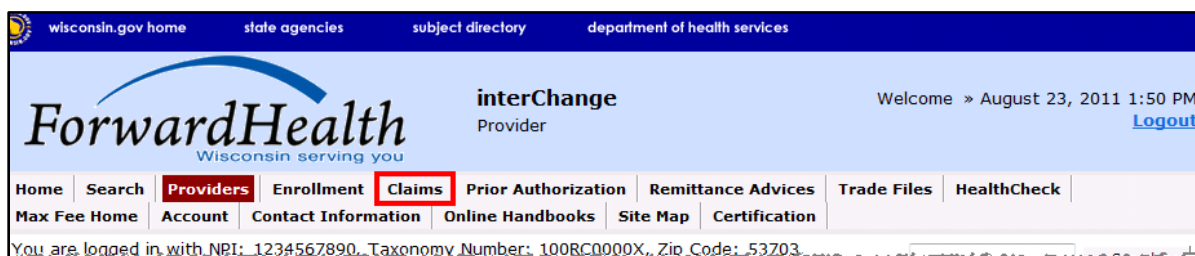 wisconsin.gov home state agencies subject directory department of health services
interChange
Welcome » August 23, 2011 1:50 PM
ForwardHealth
Provider
Logout
Wisconsin serving you
Home Search Providers Enrollment Claims Prior Authorization Remittance Advices Trade Files HealthCheck
Max Fee Home Account Contact Information Online Handbooks Site Map Certification
You are logged in with NPI: 1234567890, Taxonomy Number: 100RC0000X, Zip Code: 53703